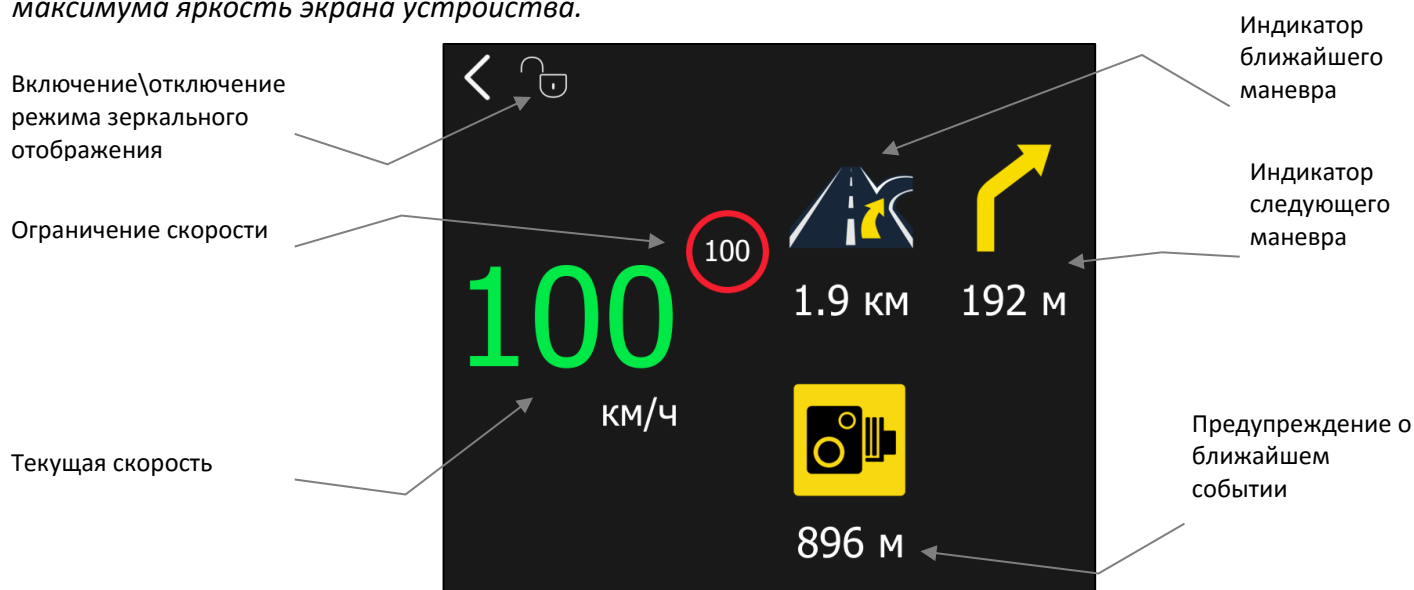 максимума яркость экрана устройства.
Индикатор
ближайшего
маневра
Включение\отключение
режима зеркального
отображения
Индикатор
следующего
маневра
Ограничение скорости
100
100
км/ч
1.9 км
192 м
Текущая скорость
Предупреждение о
ближайшем
событии
896 м